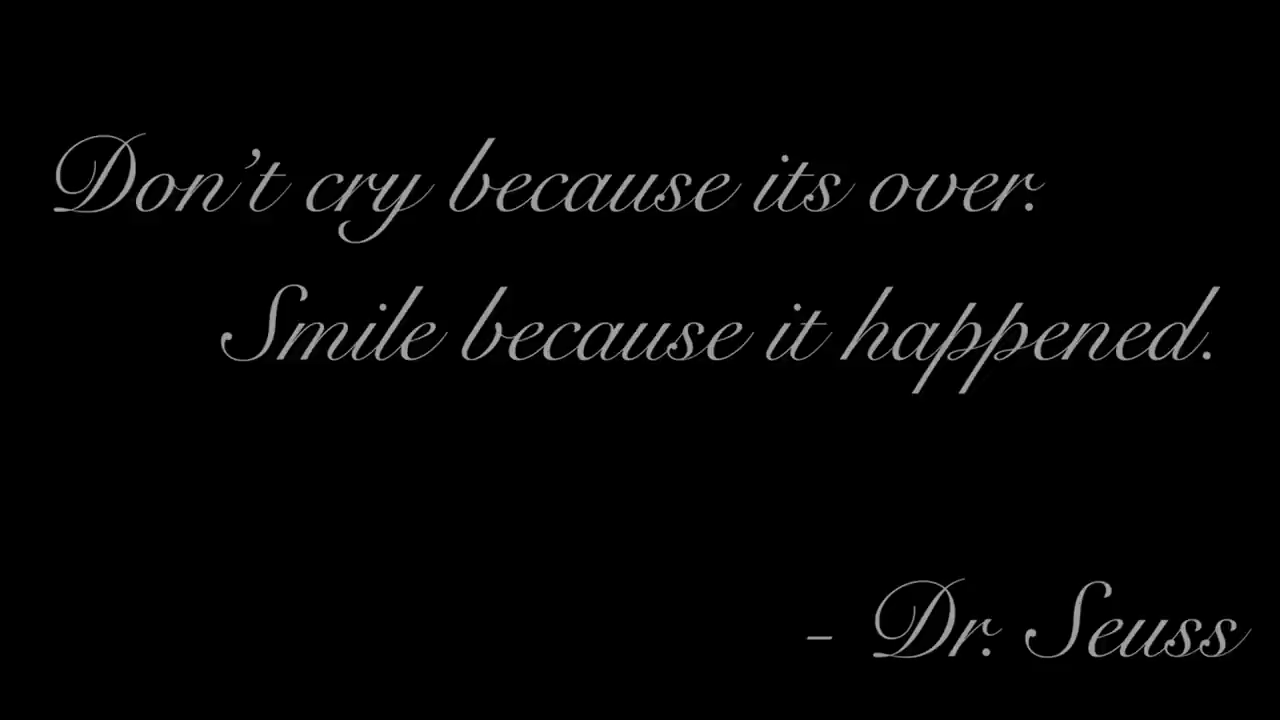 Don’t cry because its over.
Smile because it happened.
- Dr. Seuss